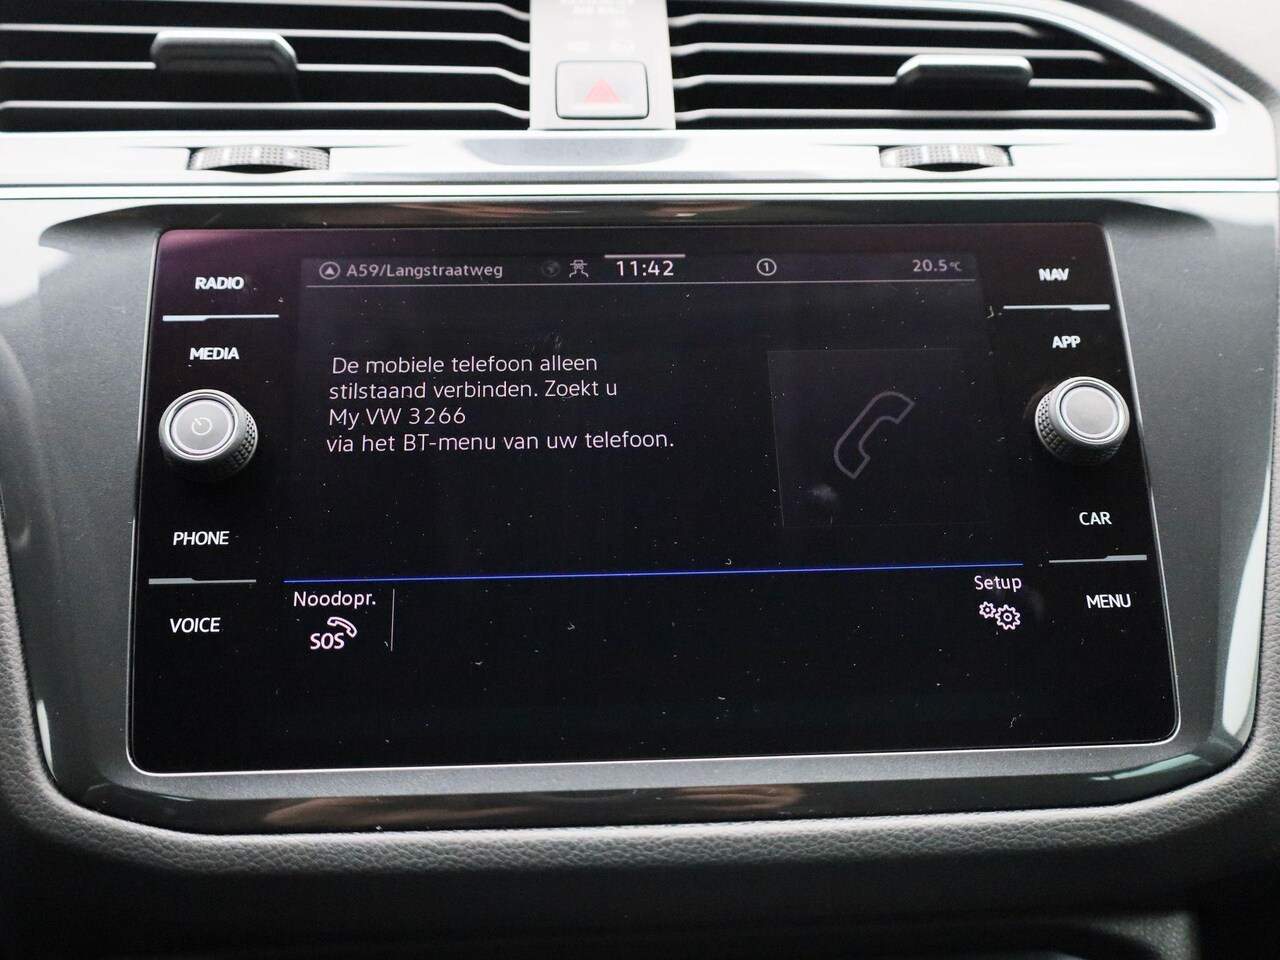 RADIO
MEDIA
PHONE
VOICE
A59/Langstraatweg
11:42
1
20.5°C
De mobiele telefoon alleen
stilstaand verbinden. Zoekt u
My VW 3266
via het BT-menu van uw telefoon.
Noodopr.
SOS
Setup
NAV
APP
CAR
MENU